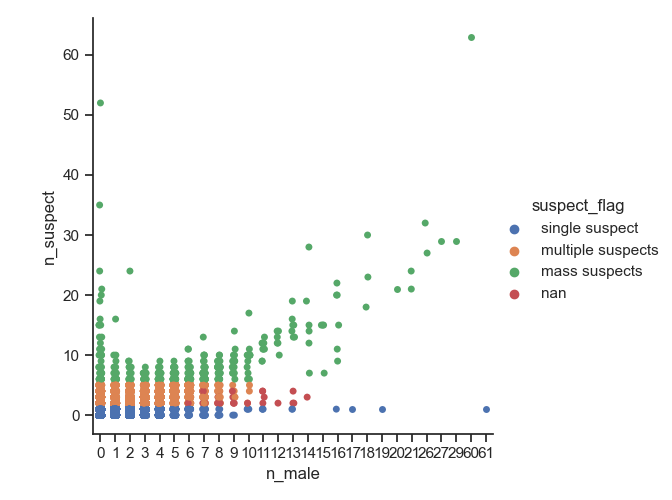 60
50
40
30
20
10
0
n_suspect
0 1 2 3 4 5 6 7 8 9 10 11 12 13 14 15 16 17 18 19 20 21 26 27 29 60 61
n_male
suspect_flag
single suspect
multiple suspects
mass suspects
nan